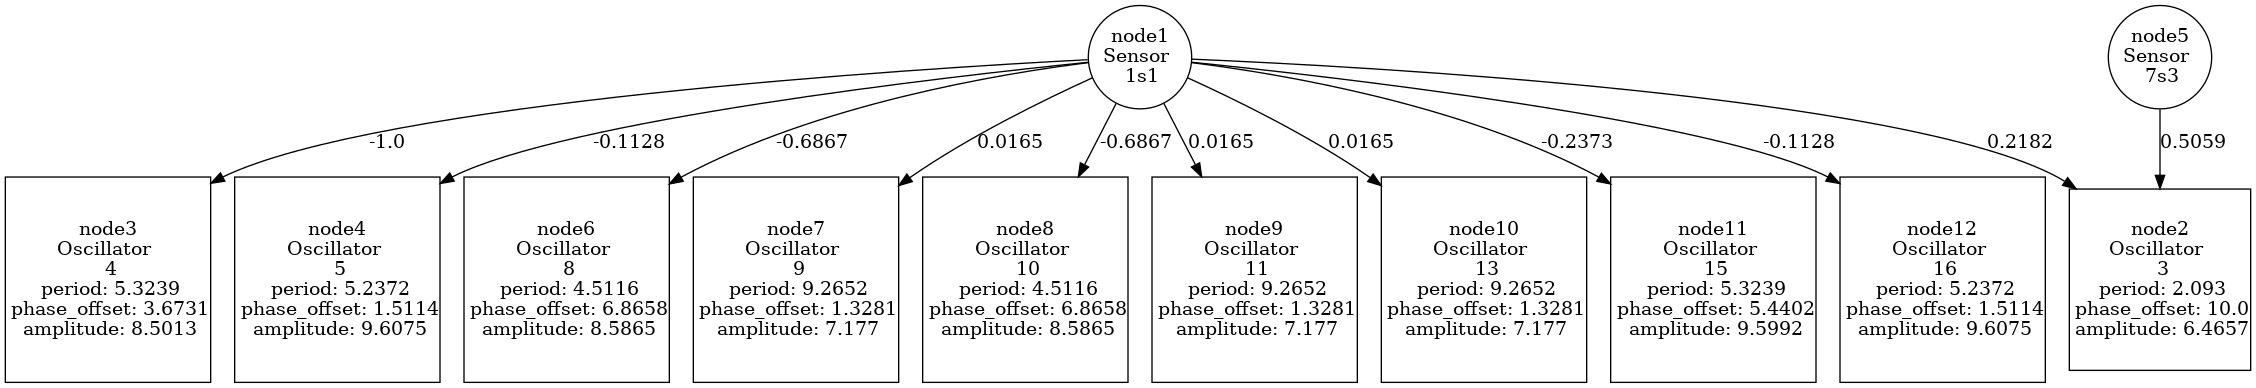 node1
Sensor
1s1
node5
Sensor
7s3
-1.0
-0.1128
-0.6867
0.0165
-0.6867
0.0165
0.0165
-0.2373
-0.1128
0.2182
0.5059
node3
Oscillator
4
period: 5.3239
phase_offset: 3.6731
amplitude: 8.5013
node4
Oscillator
5
period: 5.2372
phase_offset: 1.5114
amplitude: 9.6075
node6
Oscillator
8
period: 4.5116
phase_offset: 6.8658
amplitude: 8.5865
node7
Oscillator
9
period: 9.2652
phase_offset: 1.3281
amplitude: 7.177
node8
Oscillator
10
period: 4.5116
phase_offset: 6.8658
amplitude: 8.5865
node9
Oscillator
11
period: 9.2652
phase_offset: 1.3281
amplitude: 7.177
node10
Oscillator
13
period: 9.2652
phase_offset: 1.3281
amplitude: 7.177
node11
Oscillator
15
period: 5.3239
phase_offset: 5.4402
amplitude: 9.5992
node12
Oscillator
16
period: 5.2372
phase_offset: 1.5114
amplitude: 9.6075
node2
Oscillator
3
period: 2.093
phase_offset: 10.0
amplitude: 6.4657